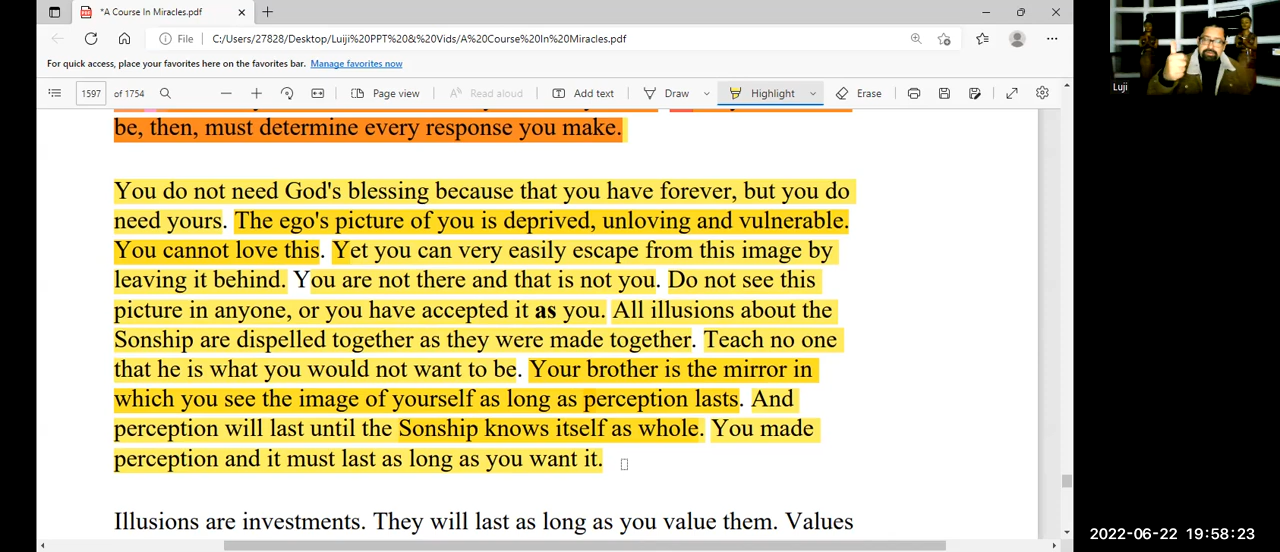 *A Course In Miracles.pdf
File C:/Users/27828/Desktop/Luiji%20PPT%20&%20Vids/A%20Course%20In%20Miracles.pdf
For quick access, place your favorites here on the favorites bar. Manage favorites now
1597 of 1754 Page view Read aloud Add text Draw Highlight Erase
be, then, must determine every response you make.
You do not need God's blessing because that you have forever, but you do
need yours. The ego's picture of you is deprived, unloving and vulnerable.
You cannot love this. Yet you can very easily escape from this image by
leaving it behind. You are not there and that is not you. Do not see this
picture in anyone, or you have accepted it as you. All illusions about the
Sonship are dispelled together as they were made together. Teach no one
that he is what you would not want to be. Your brother is the mirror in
which you see the image of yourself as long as perception lasts. And
perception will last until the Sonship knows itself as whole. You made
perception and it must last as long as you want it.
Illusions are investments. They will last as long as you value them. Values
Luji
2022-06-22 19:58:23